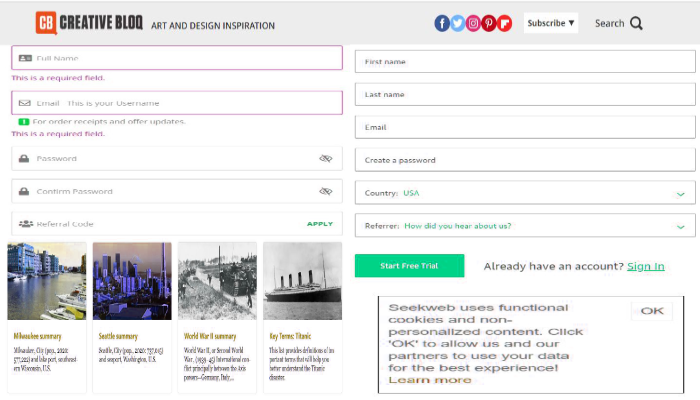 CB CREATIVE BLOQ ART AND DESIGN INSPIRATION
Subscribe ▼
Search
Full Name
This is a required field.
Email This is your Username
For order receipts and offer updates.
This is a required field.
Password
Confirm Password
Referral Code APPLY
First name
Last name
Email
Create a password
Country: USA
Referrer: How did you hear about us?
Start Free Trial
Already have an account? Sign In
Milwaukee summary
Milwaukee, City (pop., 2020:
577,222) and lake port, southeast-
ern Wisconsin, U.S.
Seattle summary
Seattle, City (pop., 2020: 737,015)
and seaport, Washington, U.S.
World War II summary
World War II, or Second World
War, (1939–45) International con-
flict principally between the Axis
powers—Germany, Italy,...
Key Terms: Titanic
This list provides definitions of im-
portant terms that will help you
better understand the Titanic
disaster.
Seekweb uses functional
cookies and non-
personalized content. Click
'OK' to allow us and our
partners to use your data
for the best experience!
Learn more
OK